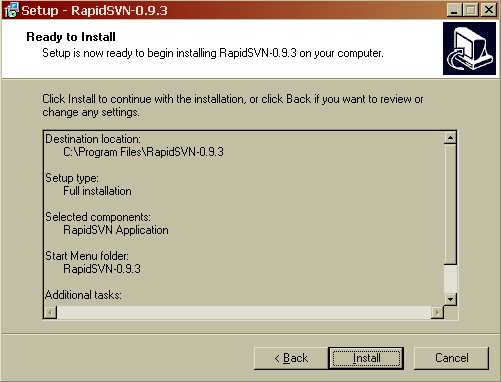 Setup - RapidSVN-0.9.3
Ready to Install
Setup is now ready to begin installing RapidSVN-0.9.3 on your computer.
Click Install to continue with the installation, or click Back if you want to review or
change any settings.
Destination location:
C:\Program Files\RapidSVN-0.9.3
Setup type:
Full installation
Selected components:
RapidSVN Application
Start Menu folder:
RapidSVN-0.9.3
Additional tasks:
< Back
Install
Cancel